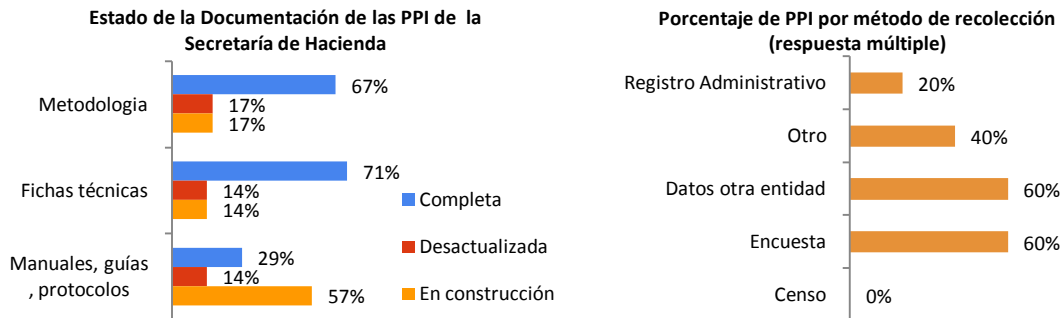 Estado de la Documentación de las PPI de la
Secretaría de Hacienda
Metodologia
67%
17%
17%
Fichas técnicas
71%
14%
14%
Manuales, guías
, protocolos
29%
14%
57%
Completa
Desactualizada
En construcción
Porcentaje de PPI por método de recolección
(respuesta múltiple)
Registro Administrativo
20%
Otro
40%
Datos otra entidad
60%
Encuesta
60%
Censo
0%